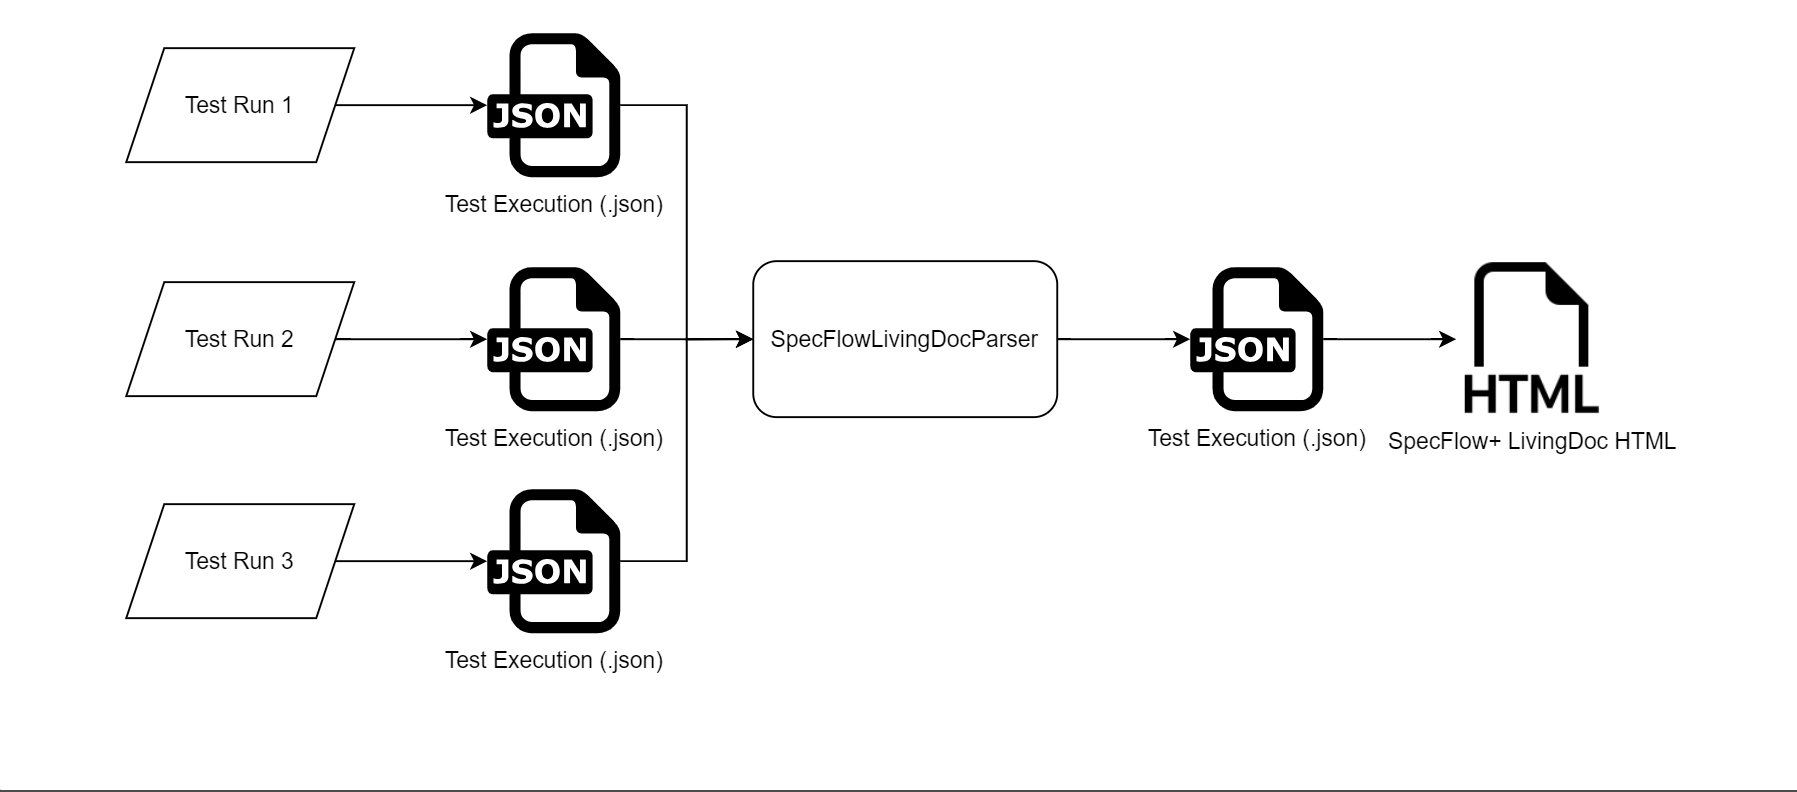 Test Run 1
JSON
Test Execution (.json)
Test Run 2
JSON
Test Execution (.json)
Test Run 3
JSON
Test Execution (.json)
SpecFlowLivingDocParser
JSON
Test Execution (.json)
HTML
SpecFlow+ LivingDoc HTML